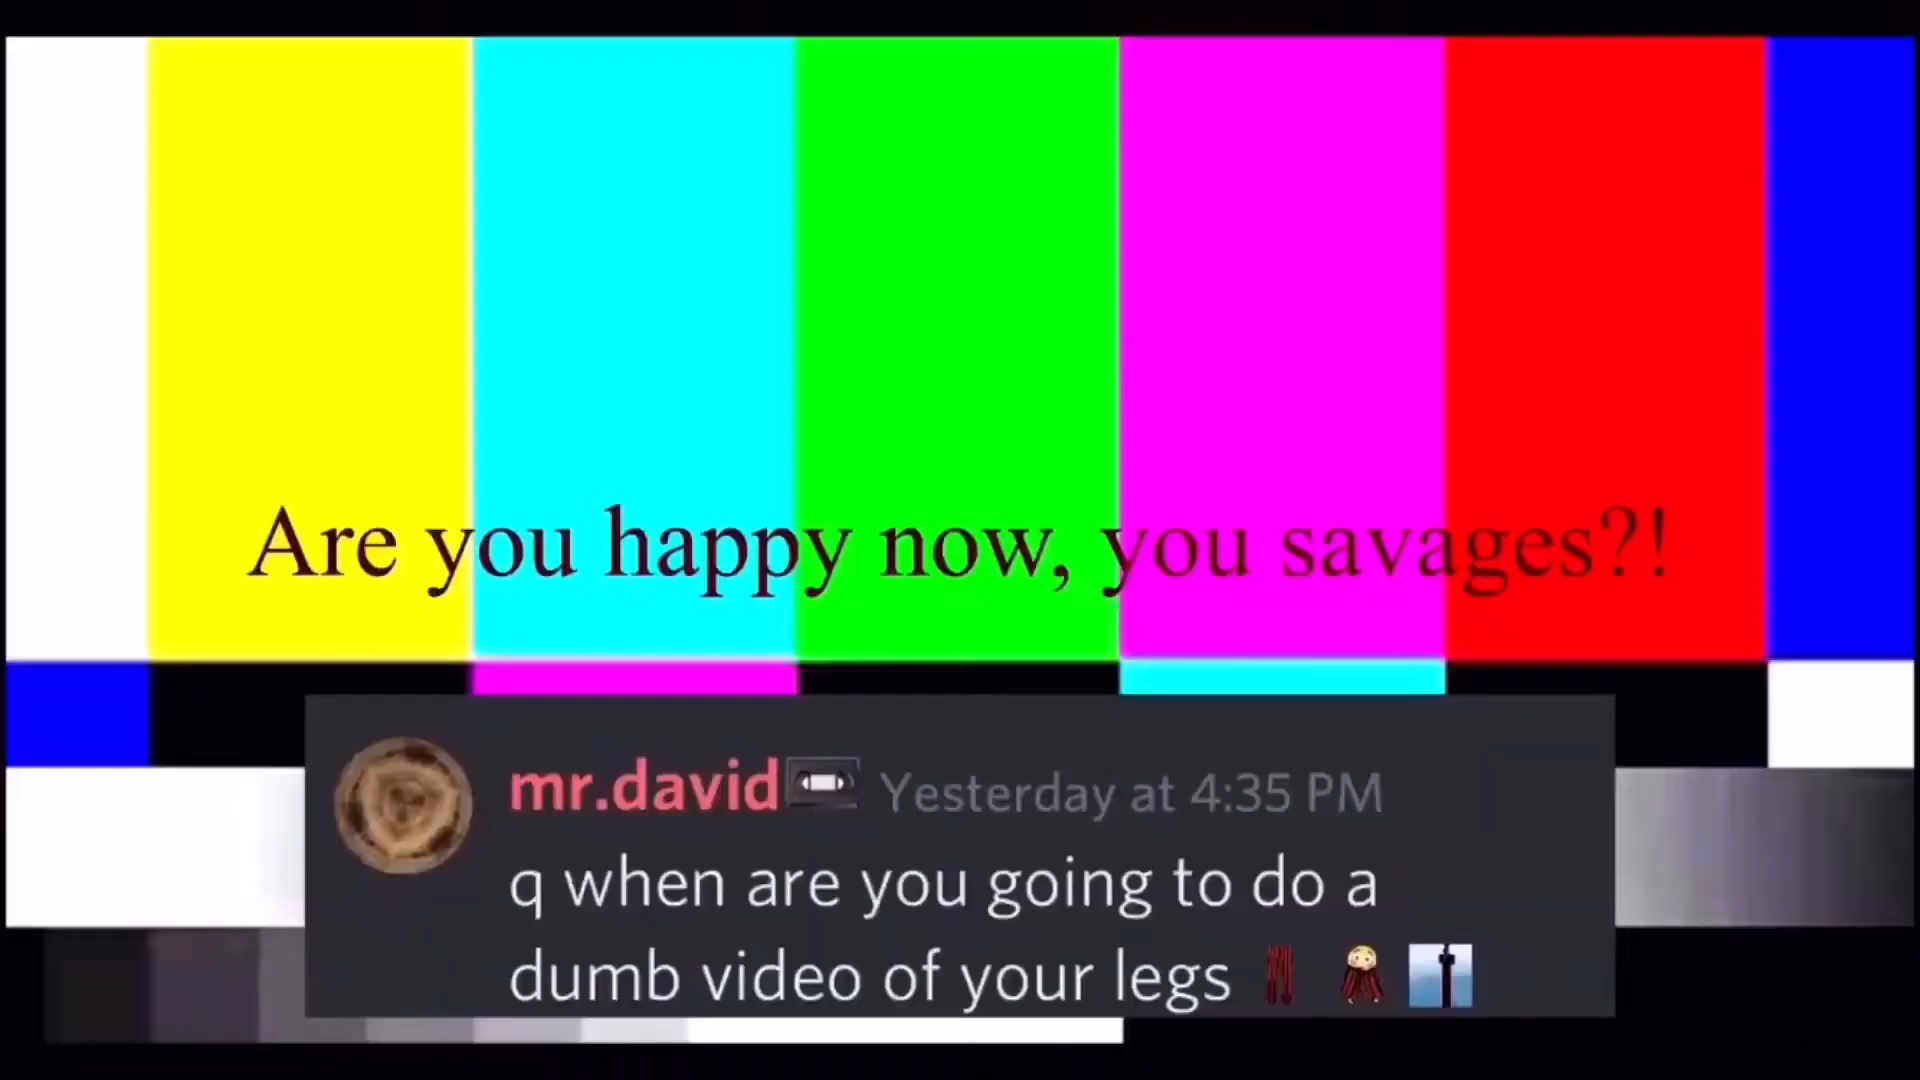 Are you happy now, you savages?!
mr.david Yesterday at 4:35 PM
q when are you going to do a
dumb video of your legs